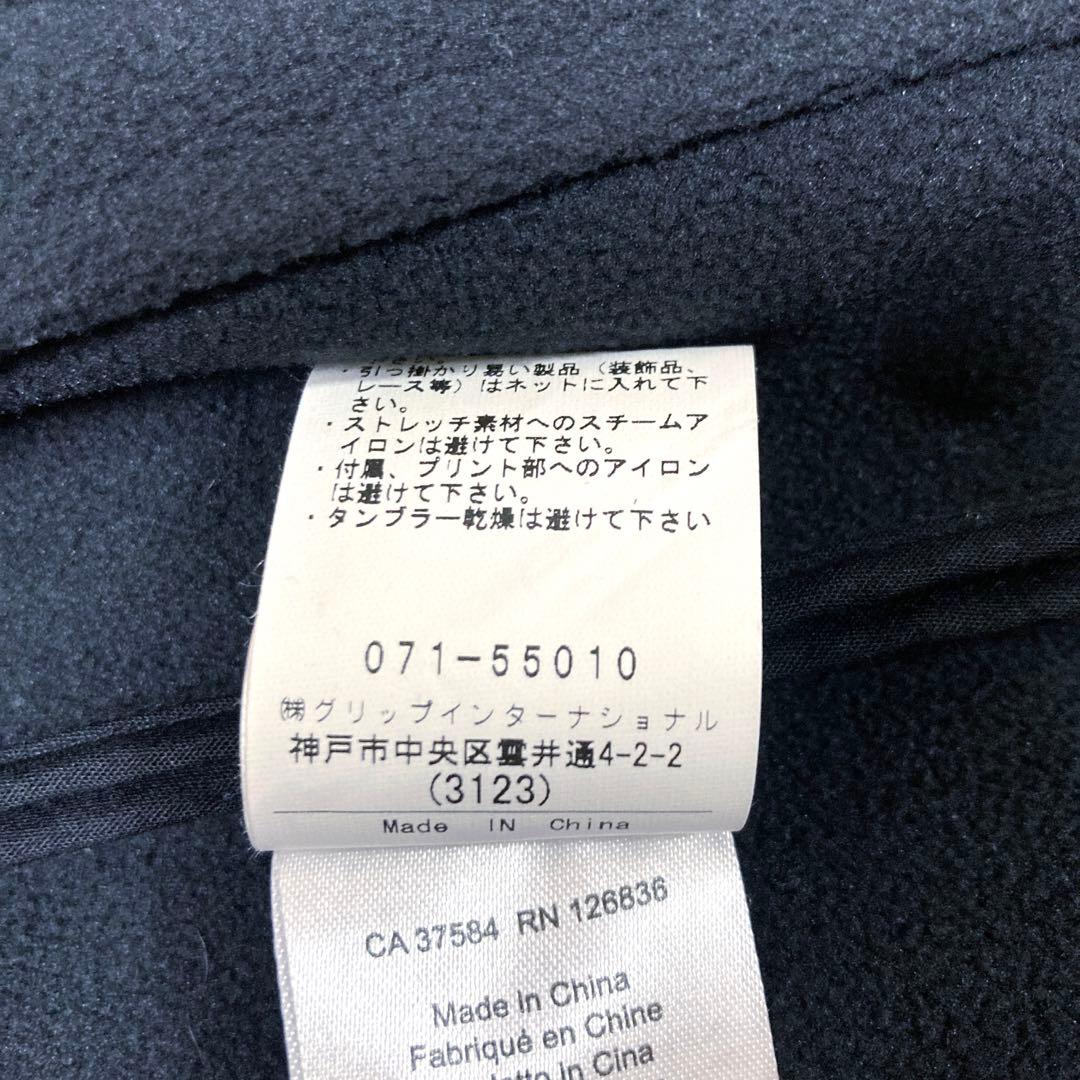 ・引っ掛かり易い製品（装飾品、
レース等）はネットに入れて下
さい。
・ストレッチ素材へのスチームア
イロンは避けて下さい。
・付属、プリント部へのアイロン
は避けて下さい。
・タンブラー乾燥は避けて下さい
071-55010
㈱グリップインターナショナル
神戸市中央区雲井通4-2-2
(3123)
Made IN China
CA 37584 RN 126836
Made in China
Fabriqué en Chine
in Cina